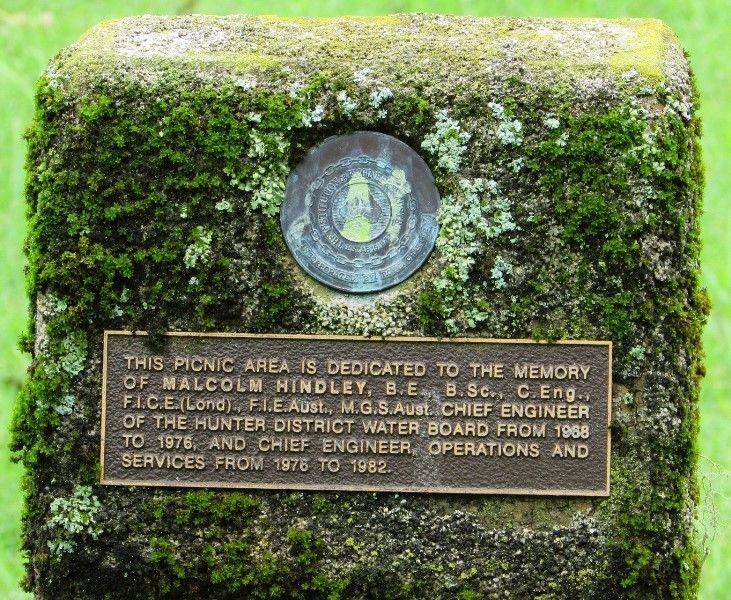 THIS PICNIC AREA IS DEDICATED TO THE MEMORY
OF MALCOLM HINDLEY, B.E. B.Sc., C.Eng.,
F.I.C.E.(Lond)., F.I.E.Aust., M.G.S.Aust. CHIEF ENGINEER
OF THE HUNTER DISTRICT WATER BOARD FROM 1968
TO 1976, AND CHIEF ENGINEER, OPERATIONS AND
SERVICES FROM 1976 TO 1982.